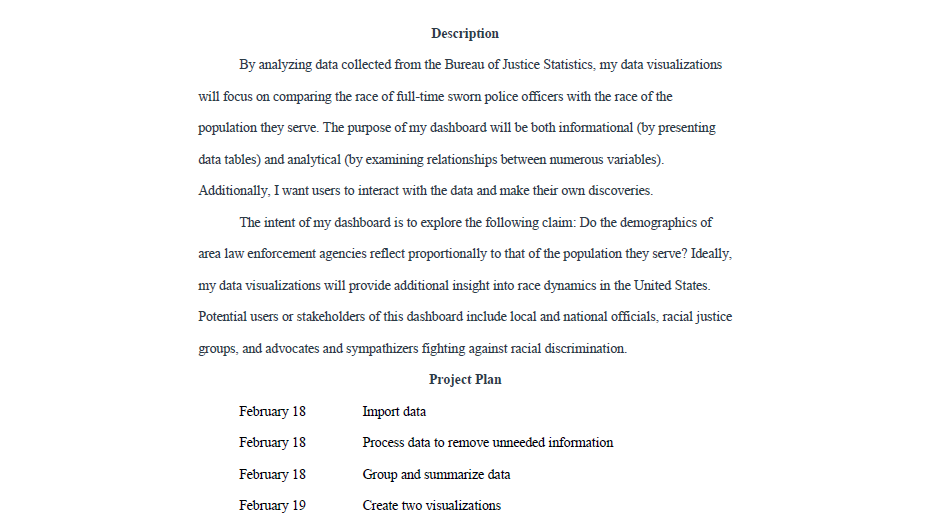 Description
By analyzing data collected from the Bureau of Justice Statistics, my data visualizations
will focus on comparing the race of full-time sworn police officers with the race of the
population they serve. The purpose of my dashboard will be both informational (by presenting
data tables) and analytical (by examining relationships between numerous variables).
Additionally, I want users to interact with the data and make their own discoveries.
The intent of my dashboard is to explore the following claim: Do the demographics of
area law enforcement agencies reflect proportionally to that of the population they serve? Ideally,
my data visualizations will provide additional insight into race dynamics in the United States.
Potential users or stakeholders of this dashboard include local and national officials, racial justice
groups, and advocates and sympathizers fighting against racial discrimination.
Project Plan
February 18 Import data
February 18 Process data to remove unneeded information
February 18 Group and summarize data
February 19 Create two visualizations